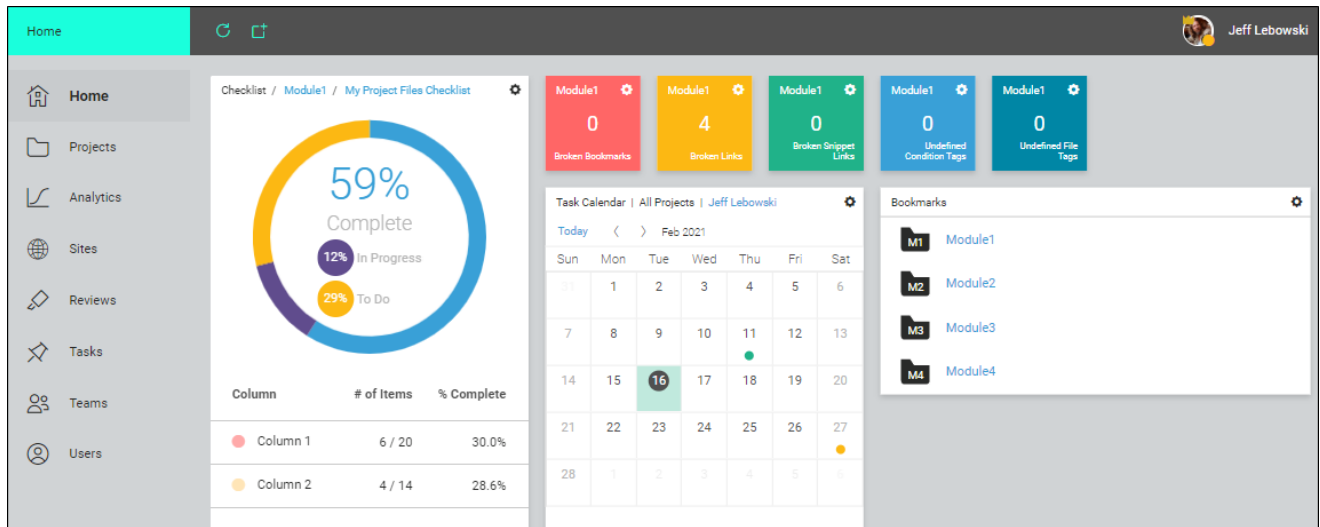 Home
Jeff Lebowski
Home
Projects
Analytics
Sites
Reviews
Tasks
Teams
Users
Checklist / Module1 / My Project Files Checklist
59%
Complete
12% In Progress
29% To Do
Column # of Items % Complete
Column 1 6 / 20 30.0%
Column 2 4 / 14 28.6%
Module1
0
Broken Bookmarks
Module1
4
Broken Links
Module1
0
Broken Snippet
Links
Module1
0
Undefined
Condition Tags
Module1
0
Undefined File
Tags
Task Calendar | All Projects | Jeff Lebowski
Today 〈 〉 Feb 2021
Sun Mon Tue Wed Thu Fri Sat
31 1 2 3 4 5 6
7 8 9 10 11 12 13
14 15 16 17 18 19 20
21 22 23 24 25 26 27
28 1 2 3 4 5 6
Bookmarks
M1 Module1
M2 Module2
M3 Module3
M4 Module4